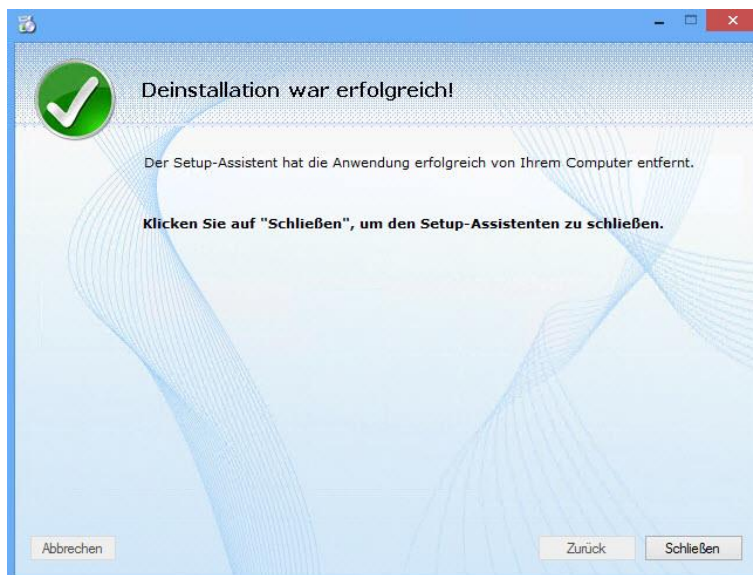 Deinstallation war erfolgreich!
Der Setup-Assistent hat die Anwendung erfolgreich von Ihrem Computer entfernt.
Klicken Sie auf "Schließen", um den Setup-Assistenten zu schließen.
Abbrechen
Zurück
Schließen